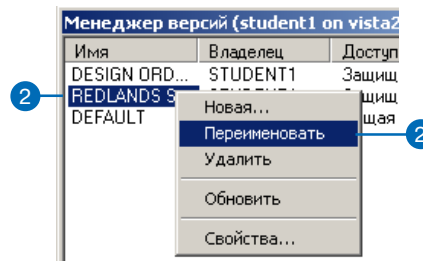 Менеджер версий (student1 on vista2
Имя Владелец Доступ
DESIGN ORD... STUDENT1 Защищ
2 REDLANDS S
DEFAULT щая
Новая...
Переименовать 2
Удалить
Обновить
Свойства...